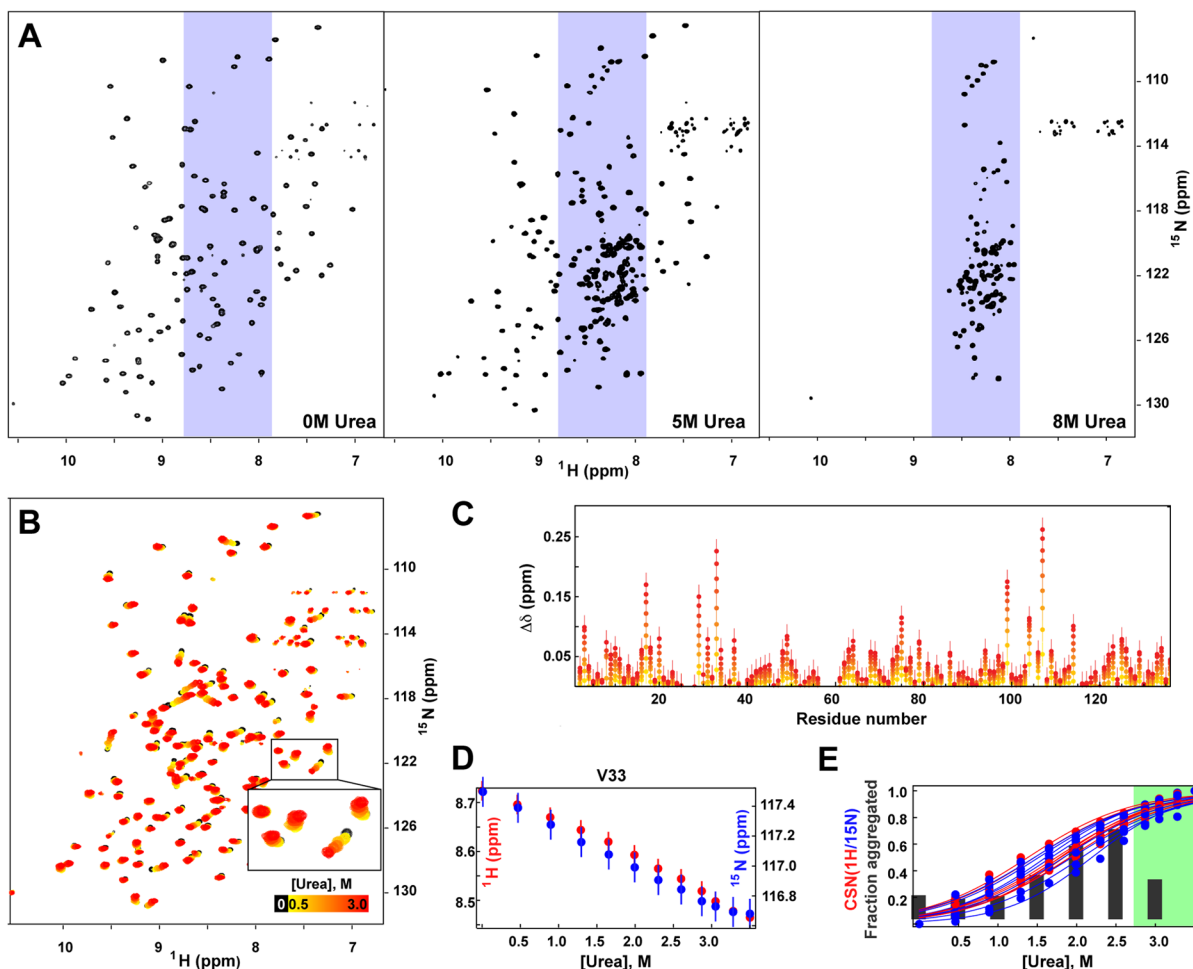 A
0M Urea
5M Urea
8M Urea
110
114
118
122
126
130
15N (ppm)
10 9 8 7
10 9 8 7
10 9 8 7
1H (ppm)
B
110
114
118
122
126
130
15N (ppm)
[Urea], M
0 0.5 3.0
10 9 8 7
1H (ppm)
C
0.25
0.15
0.05
Δδ (ppm)
20 40 60 80 100 120
Residue number
D
V33
8.7
8.6
8.5
1H (ppm)
15N (ppm)
117.4
117.2
117.0
116.8
0.5 1.0 1.5 2.0 2.5 3.0
[Urea], M
E
CSN(1H/15N)
Fraction aggregated
1.0
0.8
0.6
0.4
0.2
0.5 1.0 1.5 2.0 2.5 3.0
[Urea], M